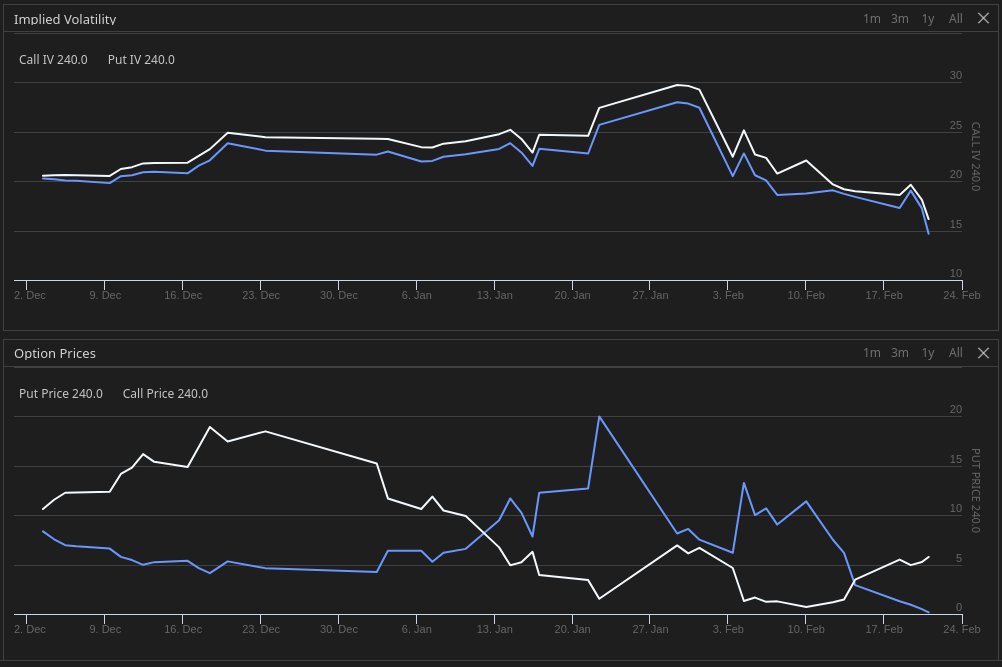 Implied Volatility 1m 3m 1y All
Call IV 240.0 Put IV 240.0
30
25
20
15
10
CALL IV 240.0
2. Dec 9. Dec 16. Dec 23. Dec 30. Dec 6. Jan 13. Jan 20. Jan 27. Jan 3. Feb 10. Feb 17. Feb 24. Feb
Option Prices 1m 3m 1y All
Put Price 240.0 Call Price 240.0
20
15
10
5
0
PUT PRICE 240.0
2. Dec 9. Dec 16. Dec 23. Dec 30. Dec 6. Jan 13. Jan 20. Jan 27. Jan 3. Feb 10. Feb 17. Feb 24. Feb